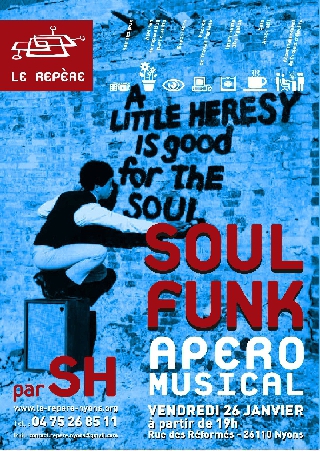 LE REPÈRE
A
LITTLE HERESY
IS good
for THE
SOUL
SOUL
FUNK
APERO
MUSICAL
par SH
www.le-repere-nyons.org
04 75 26 85 11
VENDREDI 26 JANVIER
à partir de 19h
Rue des Réformés - 26110 Nyons